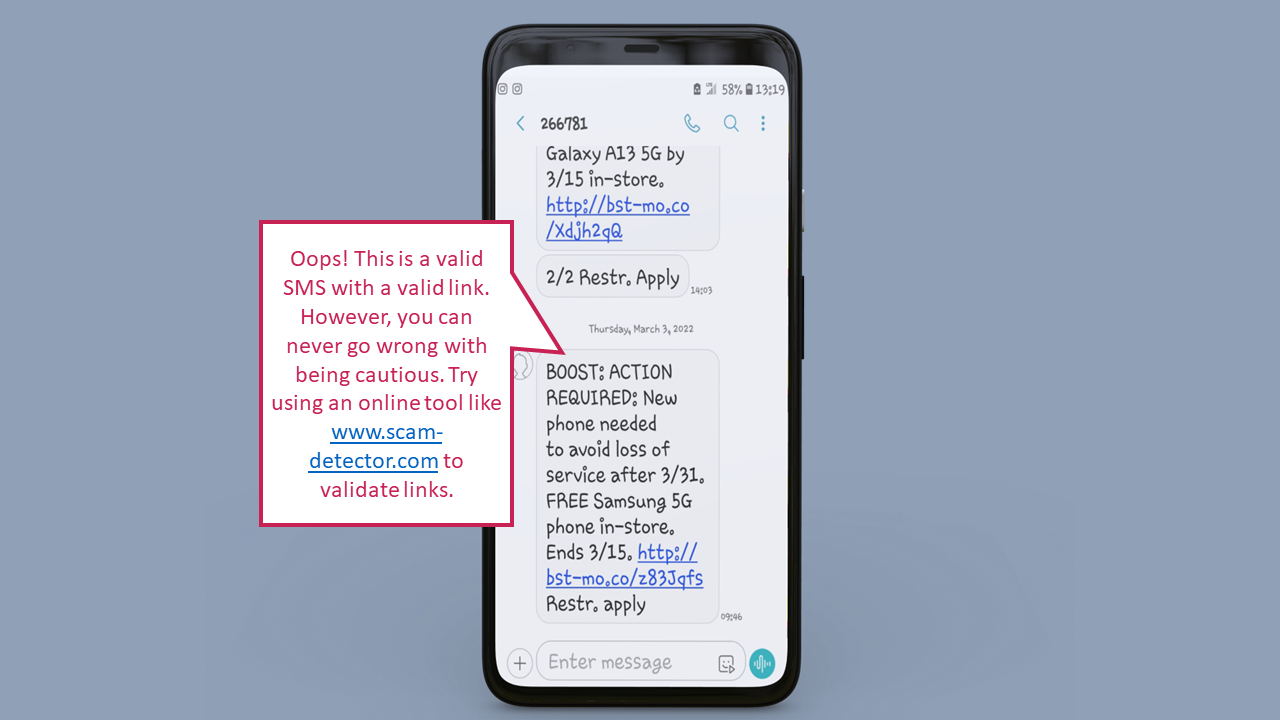 58% 13:19
266781
Galaxy A13 5G by
3/15 in-store.
http://bst-mo.co
/Xdjh2qQ
2/2 Restr. Apply
14:03
Thursday, March 3, 2022
BOOST: ACTION
REQUIRED: New
phone needed
to avoid loss of
service after 3/31.
FREE Samsung 5G
phone in-store.
Ends 3/15. http://
bst-mo.co/z83Jqfs
Restr. apply
09:46
Enter message
Oops! This is a valid
SMS with a valid link.
However, you can
never go wrong with
being cautious. Try
using an online tool like
www.scam-
detector.com to
validate links.